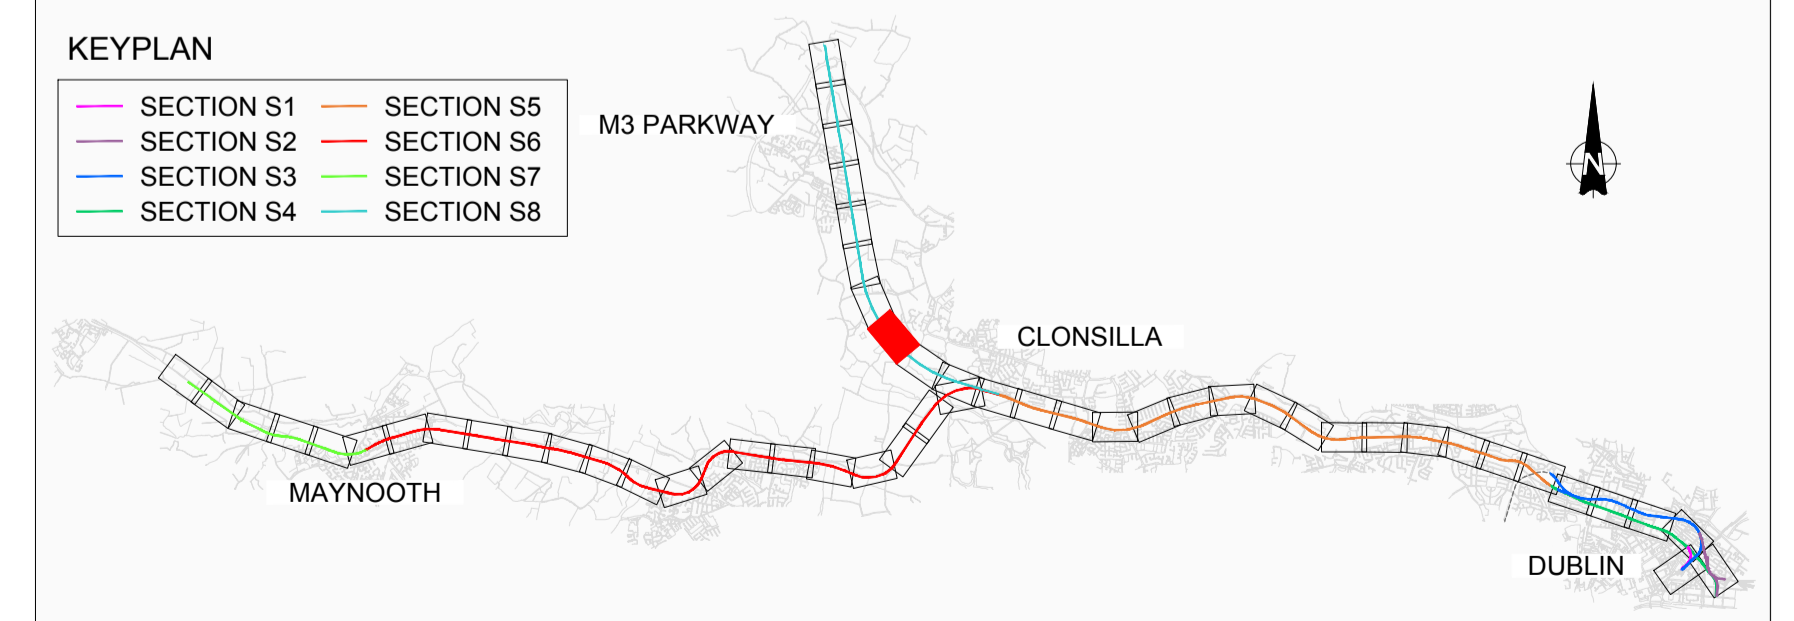 KEYPLAN
SECTION S1 SECTION S5
SECTION S2 SECTION S6
SECTION S3 SECTION S7
SECTION S4 SECTION S8
M3 PARKWAY
N
CLONSILLA
MAYNOOTH
DUBLIN